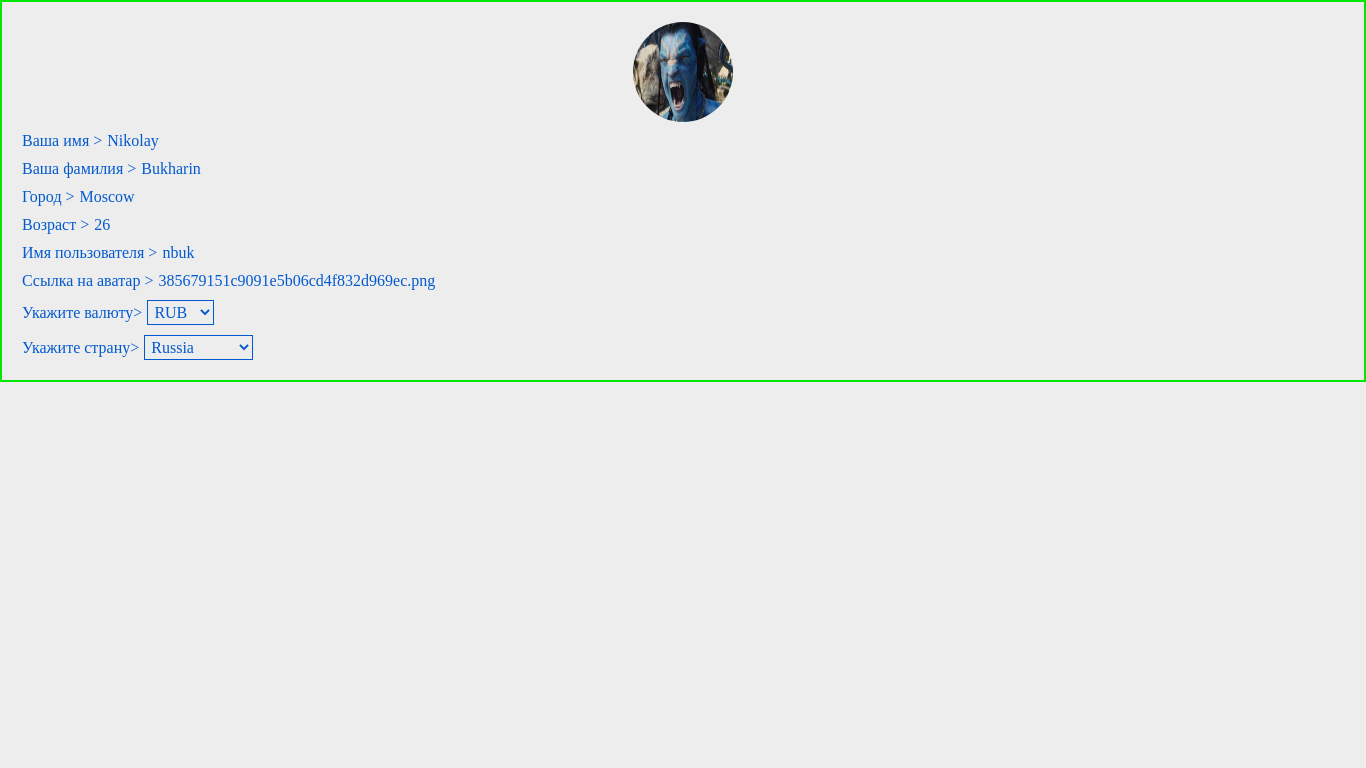 Ваша имя > Nikolay
Ваша фамилия > Bukharin
Город > Moscow
Возраст > 26
Имя пользователя > nbuk
Ссылка на аватар > 385679151c9091e5b06cd4f832d969ec.png
Укажите валюту> RUB
Укажите страну> Russia